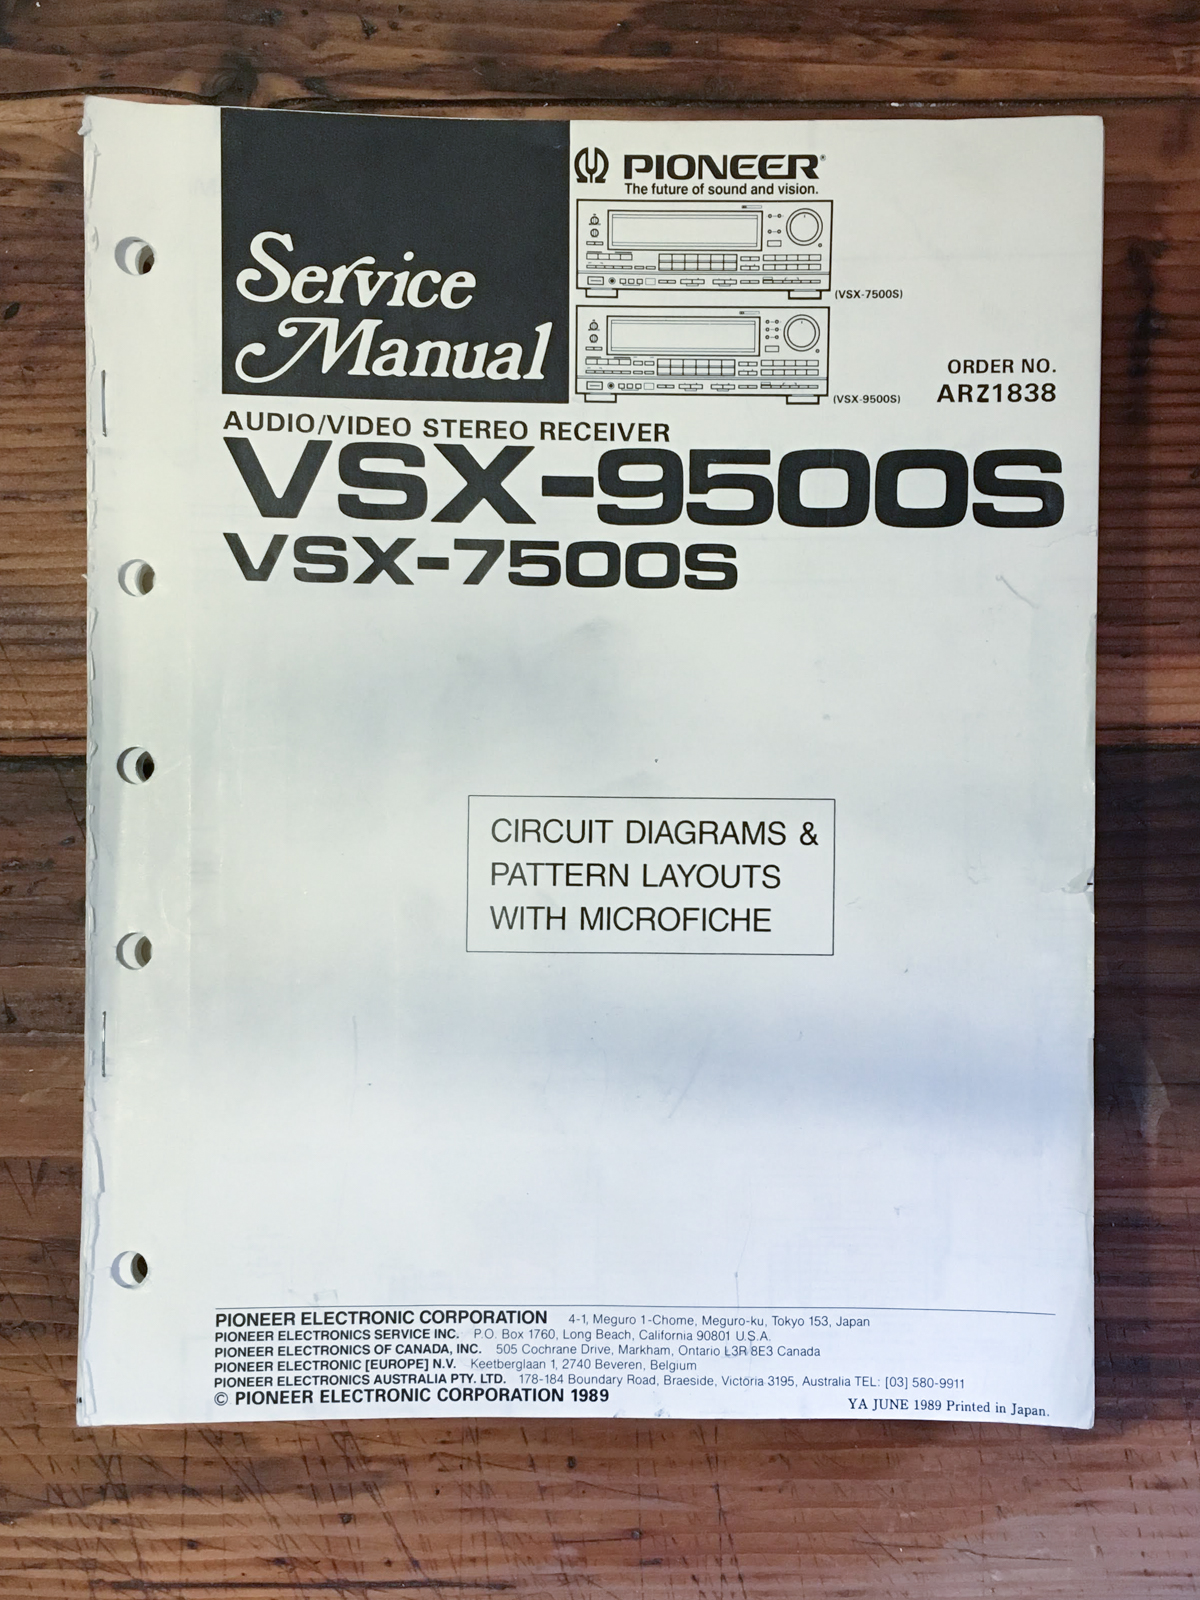 Service
Manual
PIONEER®
The future of sound and vision.
(VSX-7500S)
(VSX-9500S)
ORDER NO.
ARZ1838
AUDIO/VIDEO STEREO RECEIVER
VSX-9500S
VSX-7500S
CIRCUIT DIAGRAMS &
PATTERN LAYOUTS
WITH MICROFICHE
PIONEER ELECTRONIC CORPORATION 4-1, Meguro 1-Chome, Meguro-ku, Tokyo 153, Japan
PIONEER ELECTRONICS SERVICE INC. P.O. Box 1760, Long Beach, California 90801 U.S.A.
PIONEER ELECTRONICS OF CANADA, INC. 505 Cochrane Drive, Markham, Ontario L3R 8E3 Canada
PIONEER ELECTRONIC [EUROPE] N.V. Keetberglaan 1, 2740 Beveren, Belgium
PIONEER ELECTRONICS AUSTRALIA PTY. LTD. 178-184 Boundary Road, Braeside, Victoria 3195, Australia TEL: [03] 580-9911
© PIONEER ELECTRONIC CORPORATION 1989
YA JUNE 1989 Printed in Japan.